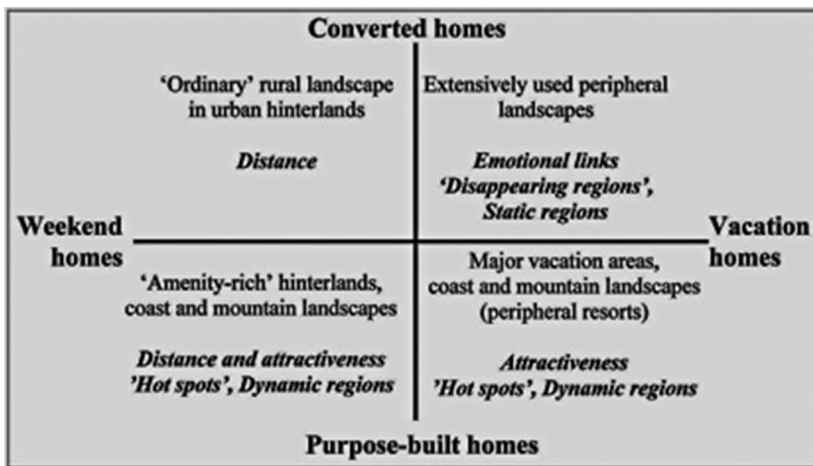 Converted homes
‘Ordinary’ rural landscape
in urban hinterlands
Distance
Extensively used peripheral
landscapes
Emotional links
‘Disappearing regions’,
Static regions
Weekend
homes
Vacation
homes
‘Amenity-rich’ hinterlands,
coast and mountain landscapes
Distance and attractiveness
’Hot spots’, Dynamic regions
Major vacation areas,
coast and mountain landscapes
(peripheral resorts)
Attractiveness
’Hot spots’, Dynamic regions
Purpose-built homes